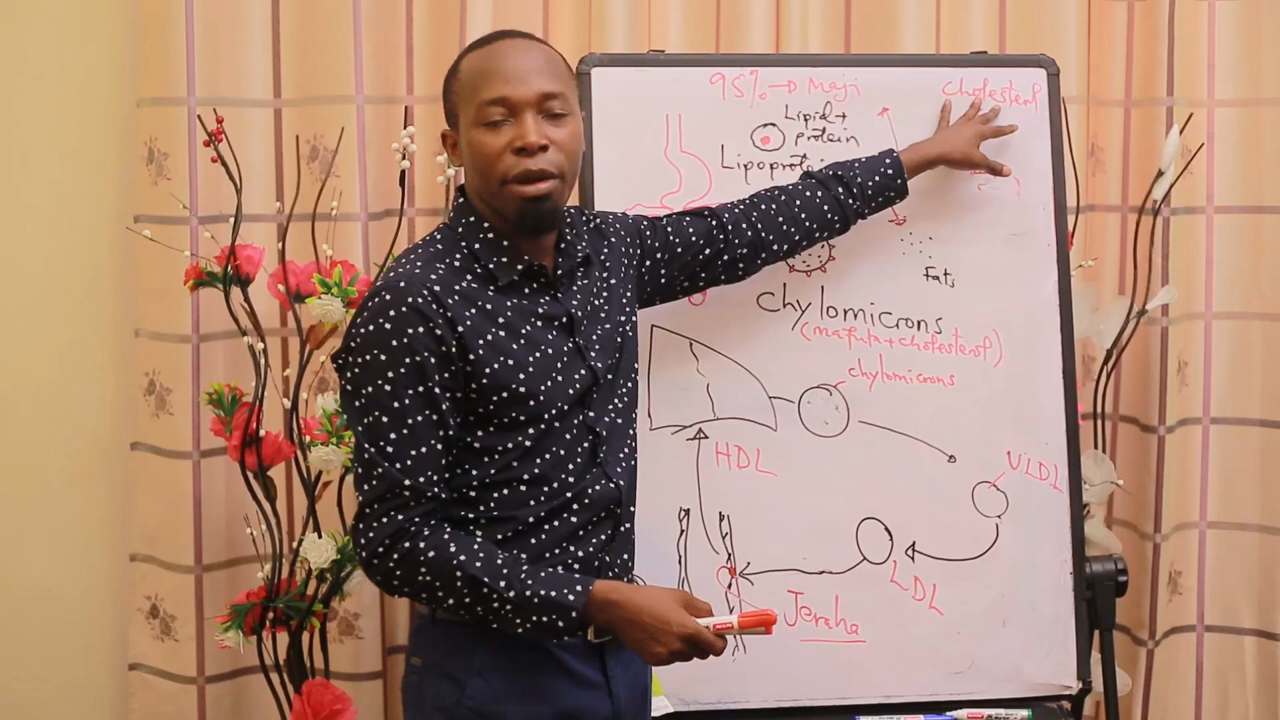 95% → Maji
cholesterol
Lipid +
protein
Lipoprotein
Fats
chylomicrons
(mafuta+cholesterol)
chylomicrons
HDL
VLDL
LDL
Jeraha